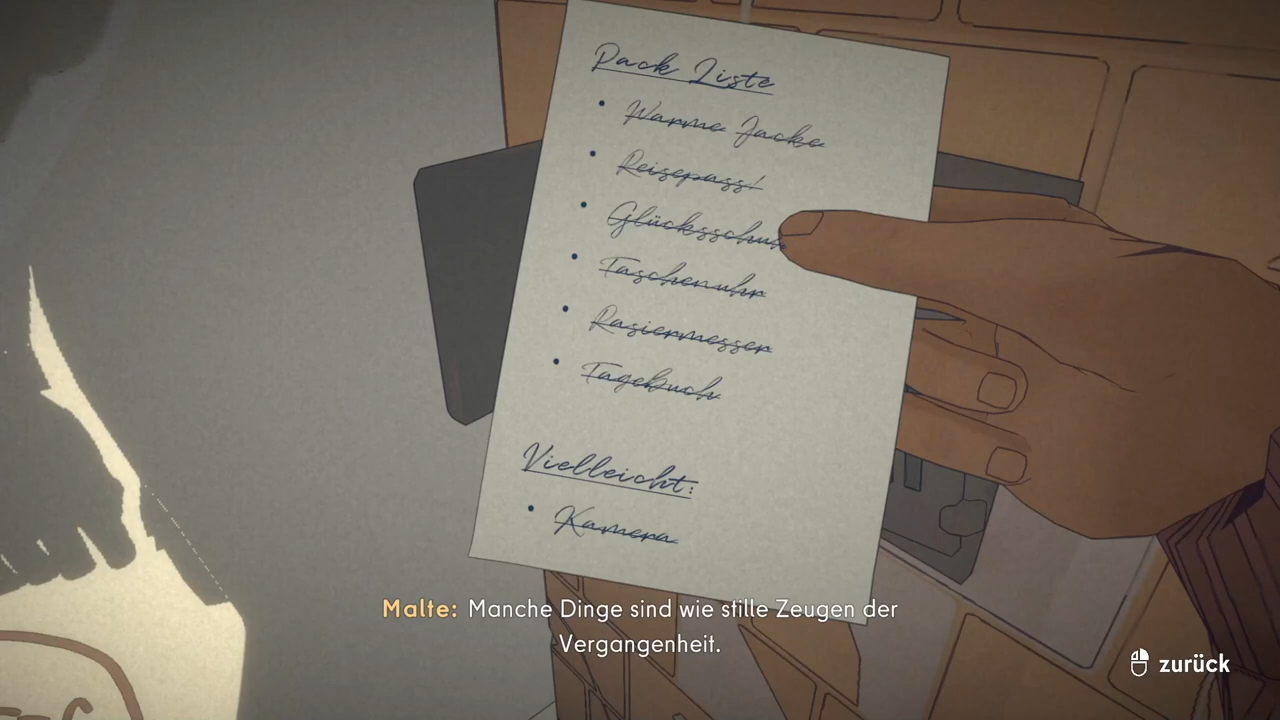 Pack Liste
Warme Jacke
Reisepass!
Glücksschuh
Taschenuhr
Rasiermesser
Tagebuch
Vielleicht:
Kamera
Malte: Manche Dinge sind wie stille Zeugen der
Vergangenheit.
zurück